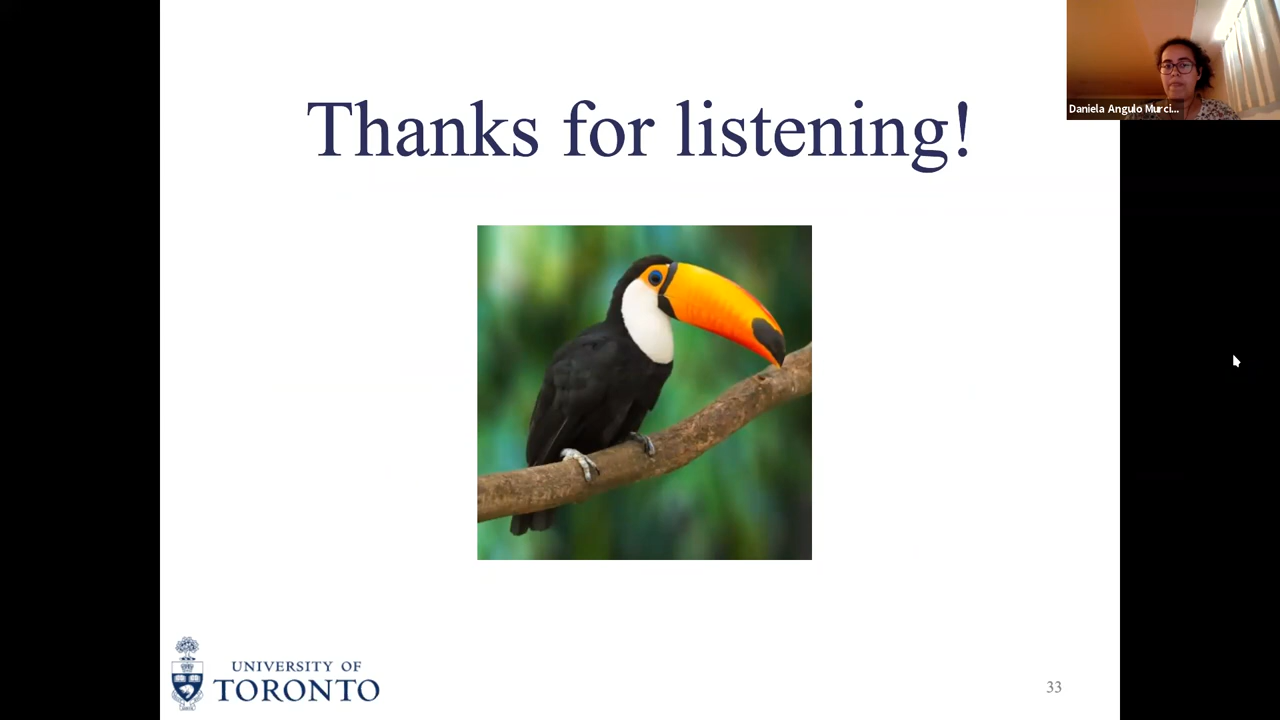 Thanks for listening!
Daniela Angulo Murci...
UNIVERSITY OF
TORONTO
33